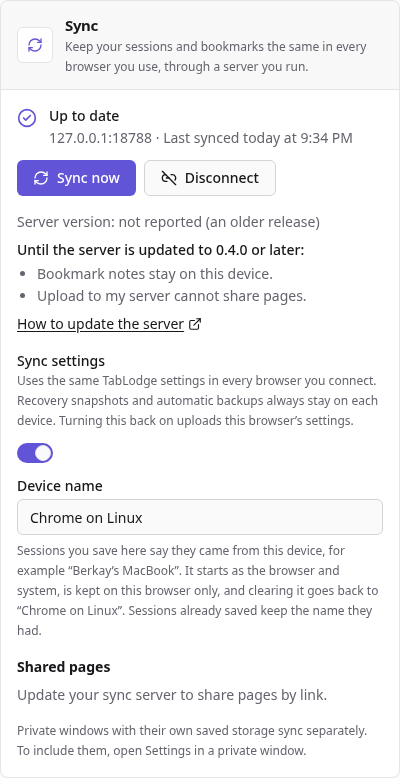 Sync
Keep your sessions and bookmarks the same in every
browser you use, through a server you run.
Up to date
127.0.0.1:18788 · Last synced today at 9:34 PM
Sync now
Disconnect
Server version: not reported (an older release)
Until the server is updated to 0.4.0 or later:
• Bookmark notes stay on this device.
• Upload to my server cannot share pages.
How to update the server
Sync settings
Uses the same TabLodge settings in every browser you connect.
Recovery snapshots and automatic backups always stay on each
device. Turning this back on uploads this browser’s settings.
Device name
Chrome on Linux
Sessions you save here say they came from this device, for
example “Berkay’s MacBook”. It starts as the browser and
system, is kept on this browser only, and clearing it goes back to
“Chrome on Linux”. Sessions already saved keep the name they
had.
Shared pages
Update your sync server to share pages by link.
Private windows with their own saved storage sync separately.
To include them, open Settings in a private window.